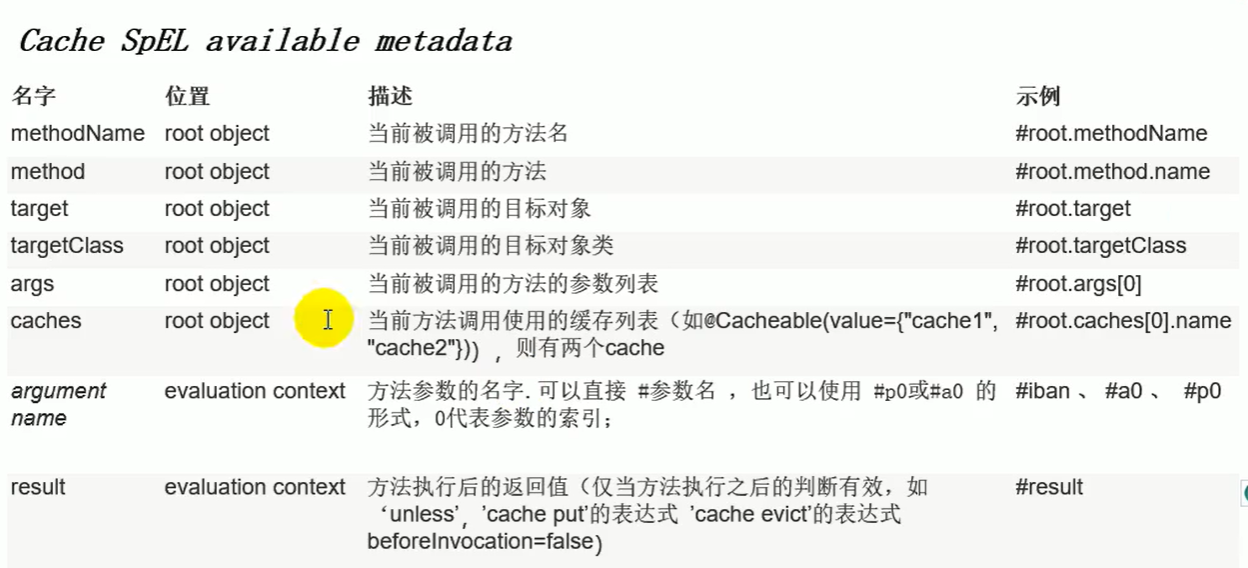 Cache SpEL available metadata
名字 位置 描述 示例
methodName root object 当前被调用的方法名 #root.methodName
method root object 当前被调用的方法 #root.method.name
target root object 当前被调用的目标对象 #root.target
targetClass root object 当前被调用的目标对象类 #root.targetClass
args root object 当前被调用的方法的参数列表 #root.args[0]
caches root object 当前方法调用使用的缓存列表（如@Cacheable(value={"cache1", #root.caches[0].name
"cache2"})），则有两个cache
argument evaluation context 方法参数的名字. 可以直接 #参数名 ，也可以使用 #p0或#a0 的 #iban 、 #a0 、 #p0
name 形式，0代表参数的索引；
result evaluation context 方法执行后的返回值（仅当方法执行之后的判断有效，如 #result
‘unless’，’cache put’的表达式 ’cache evict’的表达式
beforeInvocation=false）